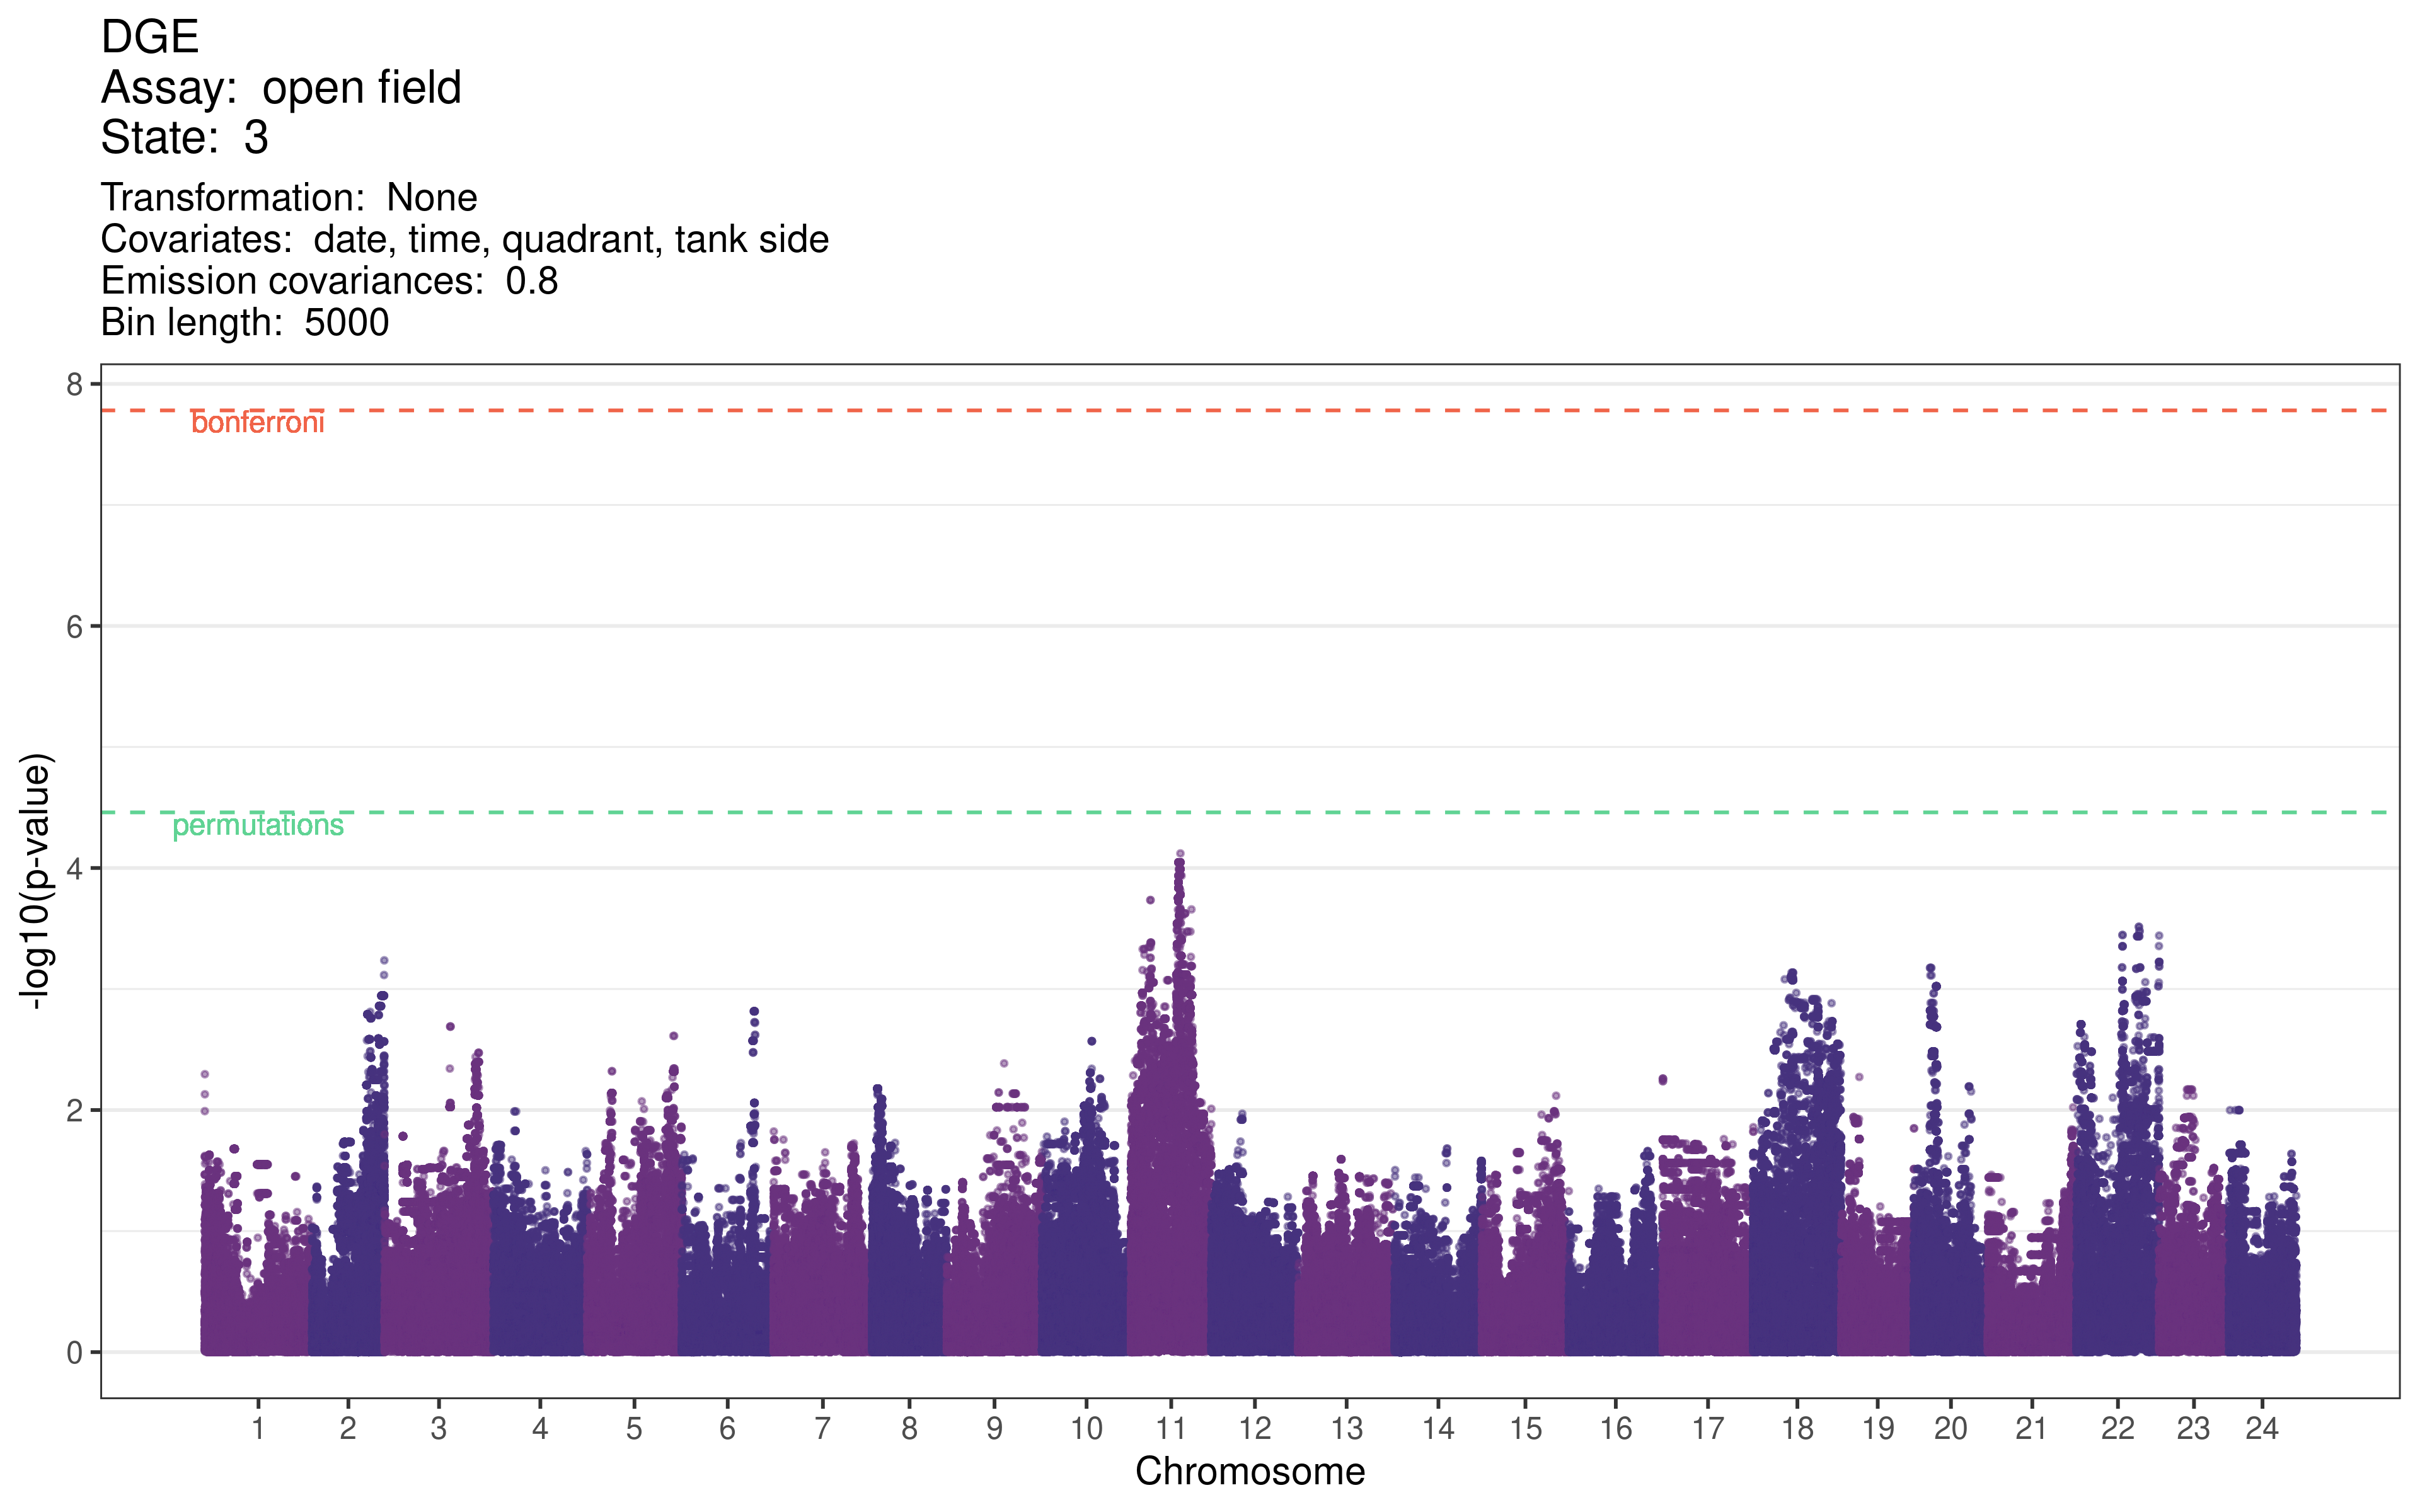 DGE
Assay:  open field
State:  3
Transformation:  None
Covariates:  date, time, quadrant, tank side
Emission covariances:  0.8
Bin length:  5000
8
bonferroni
6
permutations
4
2
0
-log10(p-value)
1 2 3 4 5 6 7 8 9 10 11 12 13 14 15 16 17 18 19 20 21 22 23 24
Chromosome